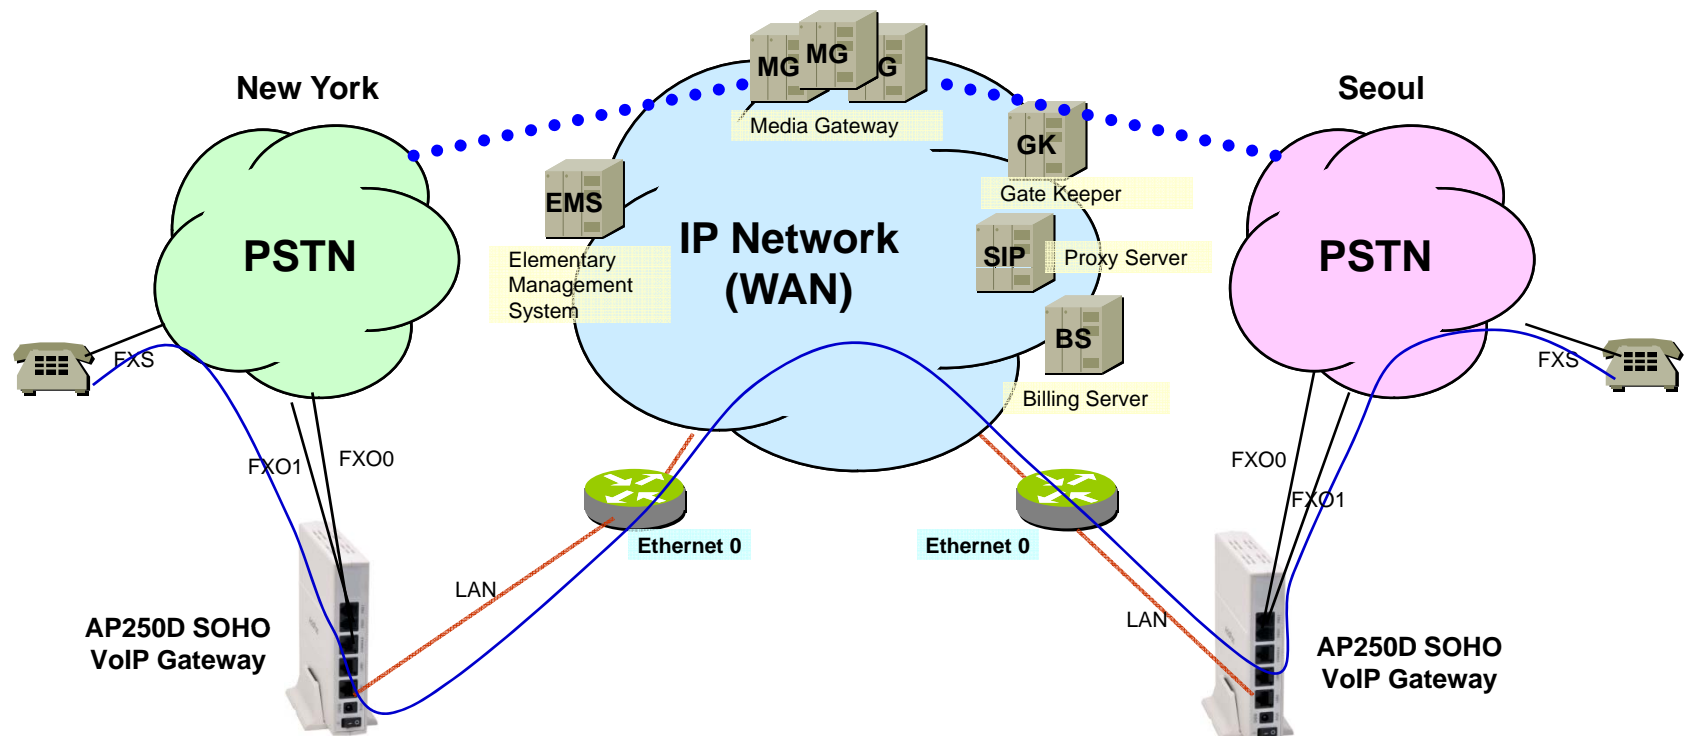 New York
MG
MG
G
Media Gateway
Seoul
GK
Gate Keeper
EMS
Elementary
Management
System
PSTN
IP Network
(WAN)
SIP
Proxy Server
PSTN
BS
Billing Server
FXS
FXS
FXO1
FXO0
FXO0
FXO1
Ethernet 0
Ethernet 0
LAN
LAN
AP250D SOHO
VoIP Gateway
AP250D SOHO
VoIP Gateway